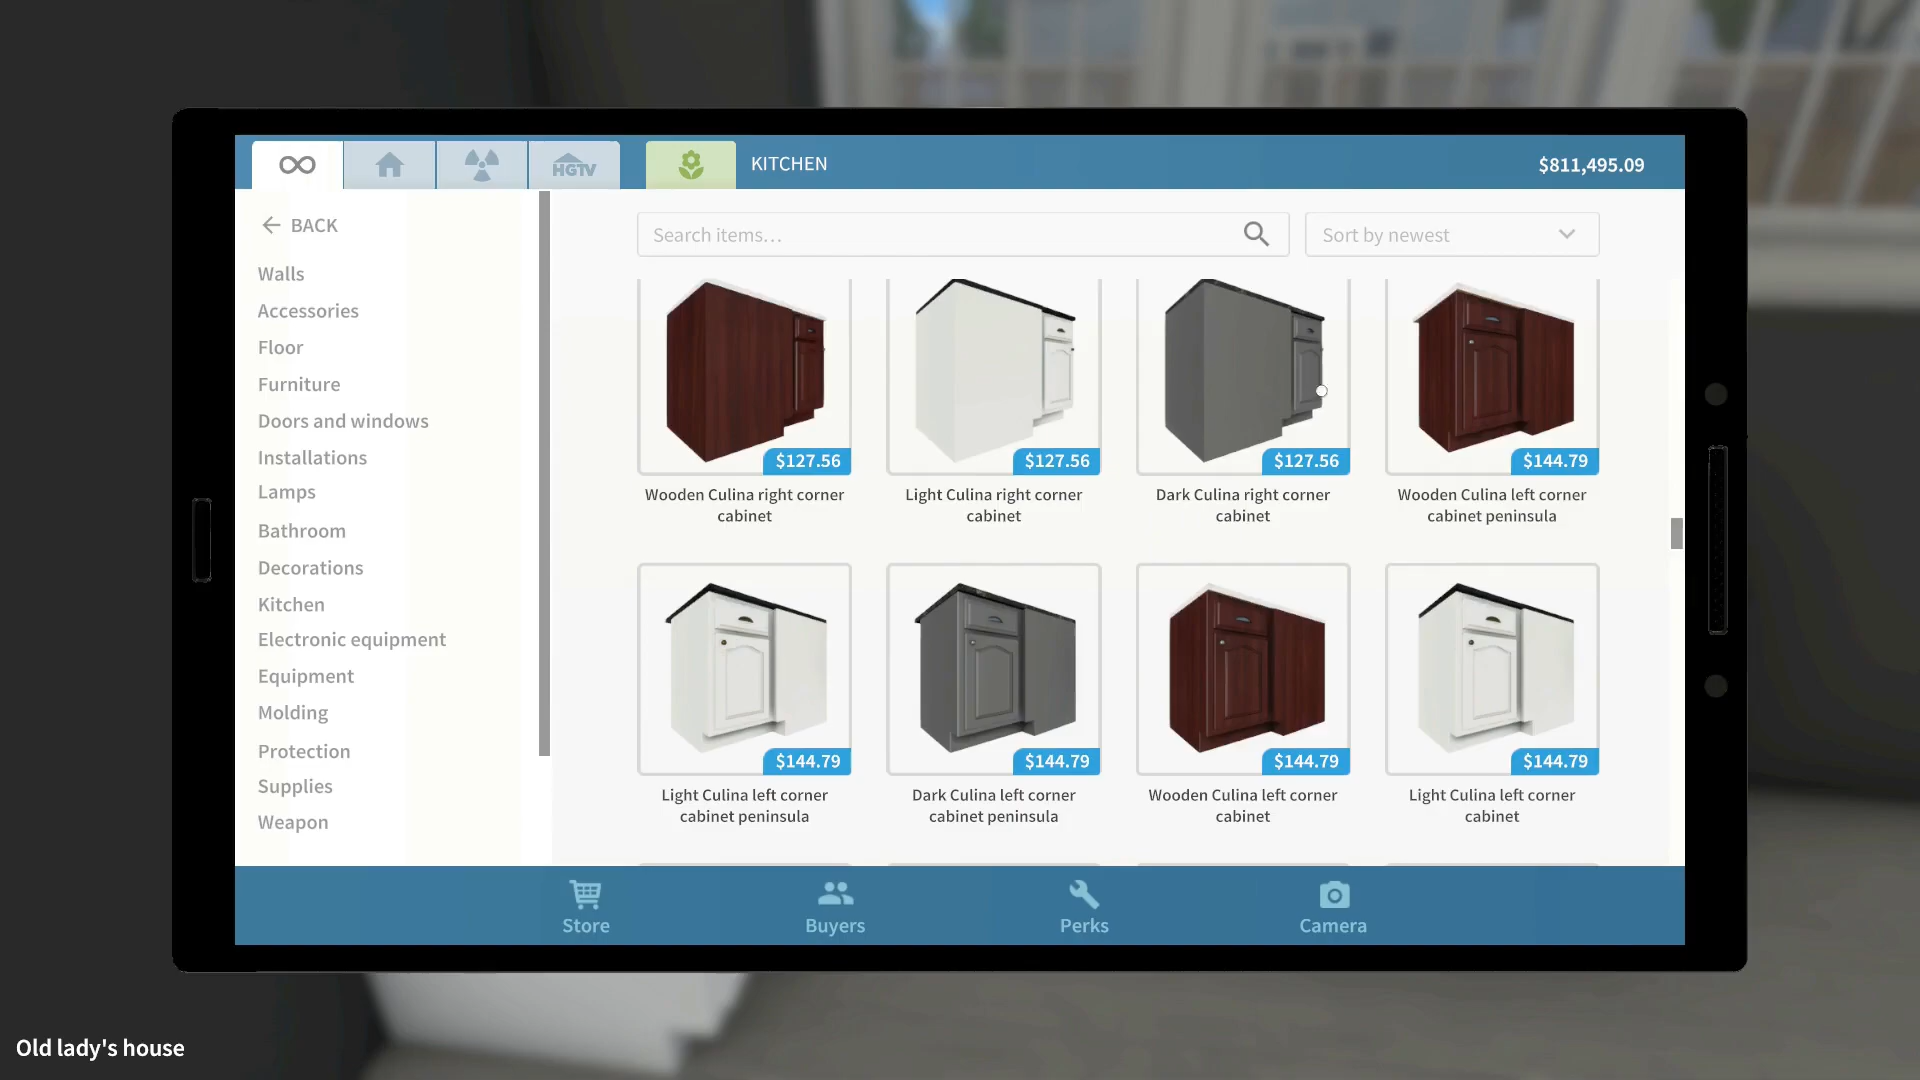 HGTV
KITCHEN
$811,495.09
BACK
Search items...
Sort by newest
Walls
Accessories
Floor
Furniture
Doors and windows
Installations
Lamps
Bathroom
Decorations
Kitchen
Electronic equipment
Equipment
Molding
Protection
Supplies
Weapon
$127.56
$127.56
$127.56
$144.79
Wooden Culina right corner
cabinet
Light Culina right corner
cabinet
Dark Culina right corner
cabinet
Wooden Culina left corner
cabinet peninsula
$144.79
$144.79
$144.79
$144.79
Light Culina left corner
cabinet peninsula
Dark Culina left corner
cabinet peninsula
Wooden Culina left corner
cabinet
Light Culina left corner
cabinet
Store
Buyers
Perks
Camera
Old lady's house